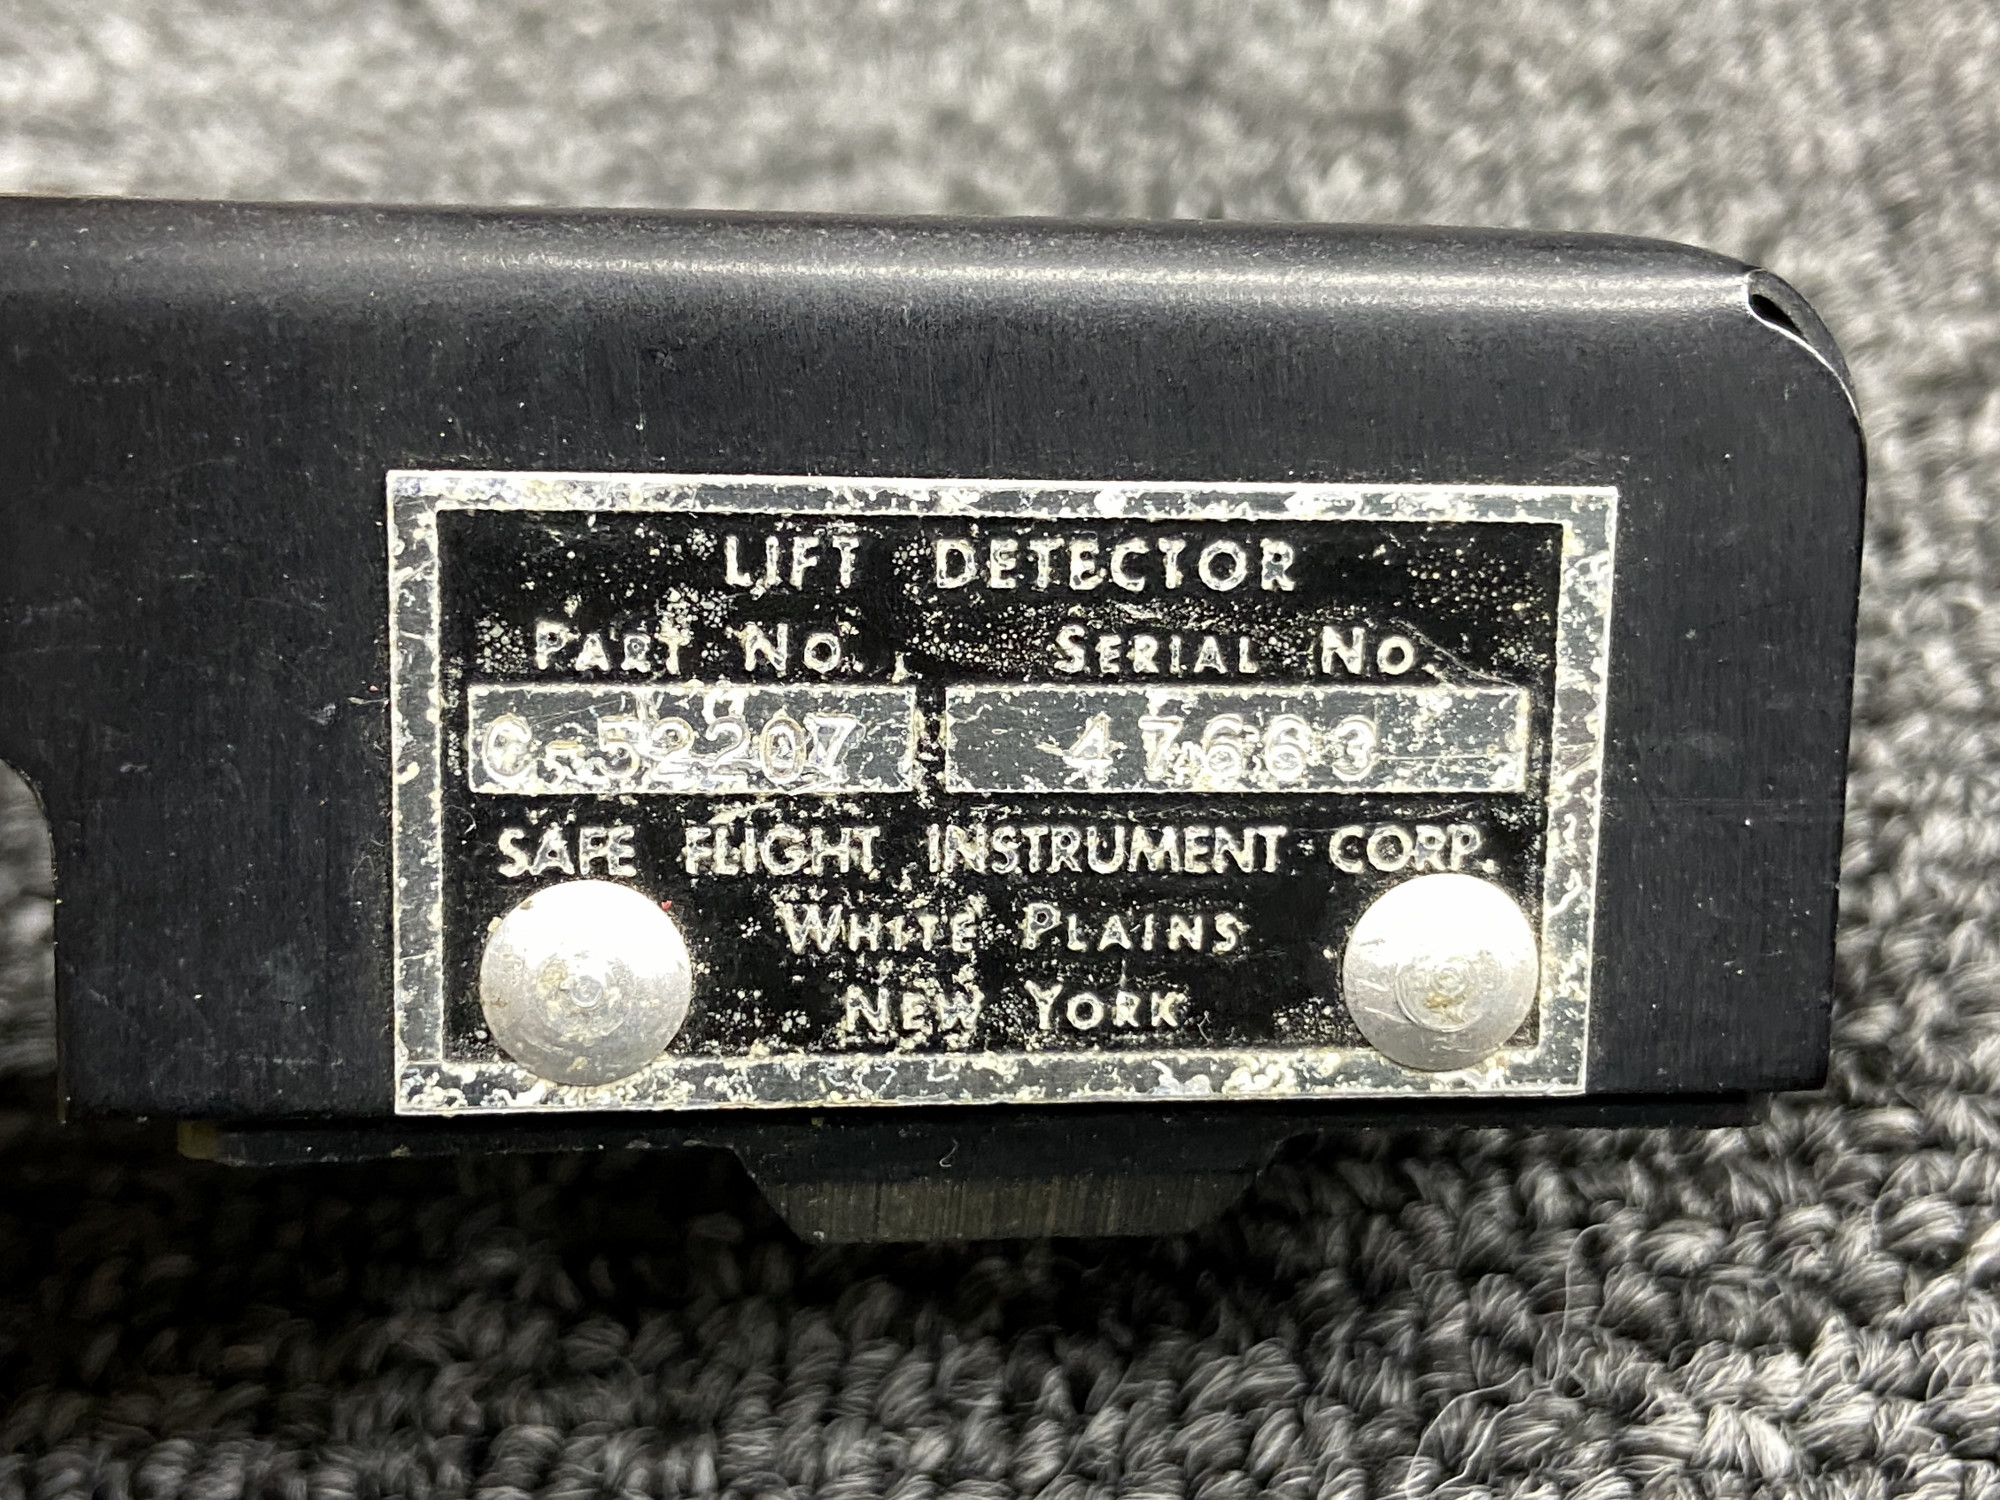 LIFT DETECTOR
PART NO. SERIAL NO.
C-52207 47663
SAFE FLIGHT INSTRUMENT CORP.
WHITE PLAINS
NEW YORK